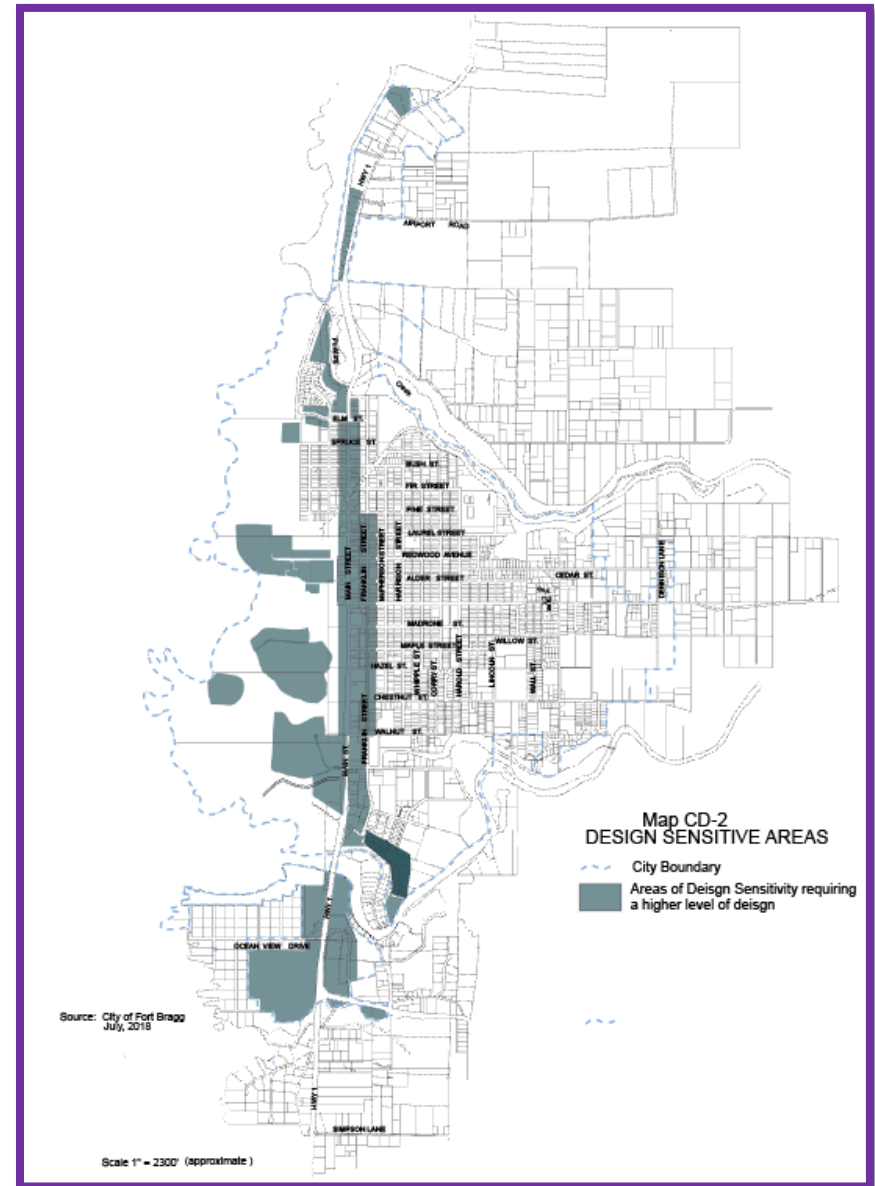 HWY 1
AIRPORT ROAD
PUDDING
Creek
ELM ST.
SPRUCE ST.
BUSH ST.
FIR STREET
PINE STREET
LAUREL STREET
REDWOOD AVENUE
ALDER STREET
CEDAR ST.
MAIN STREET
FRANKLIN STREET
McPHERSON STREET
HARRISON STREET
MADRONE ST.
MAPLE STREET
WILLOW ST.
HAZEL ST.
WHIPPLE ST.
CORRY ST.
HAROLD STREET
LINCOLN ST.
WALL ST.
CHESTNUT ST.
WALNUT ST.
FRANKLIN STREET
MAIN ST.
Map CD-2
DESIGN SENSITIVE AREAS
City Boundary
Areas of Deisgn Sensitivity requiring
a higher level of deisgn
HWY 1
OCEAN VIEW DRIVE
Source: City of Fort Bragg
July, 2018
HWY 1
SIMPSON LANE
Scale 1" = 2300' (approximate )